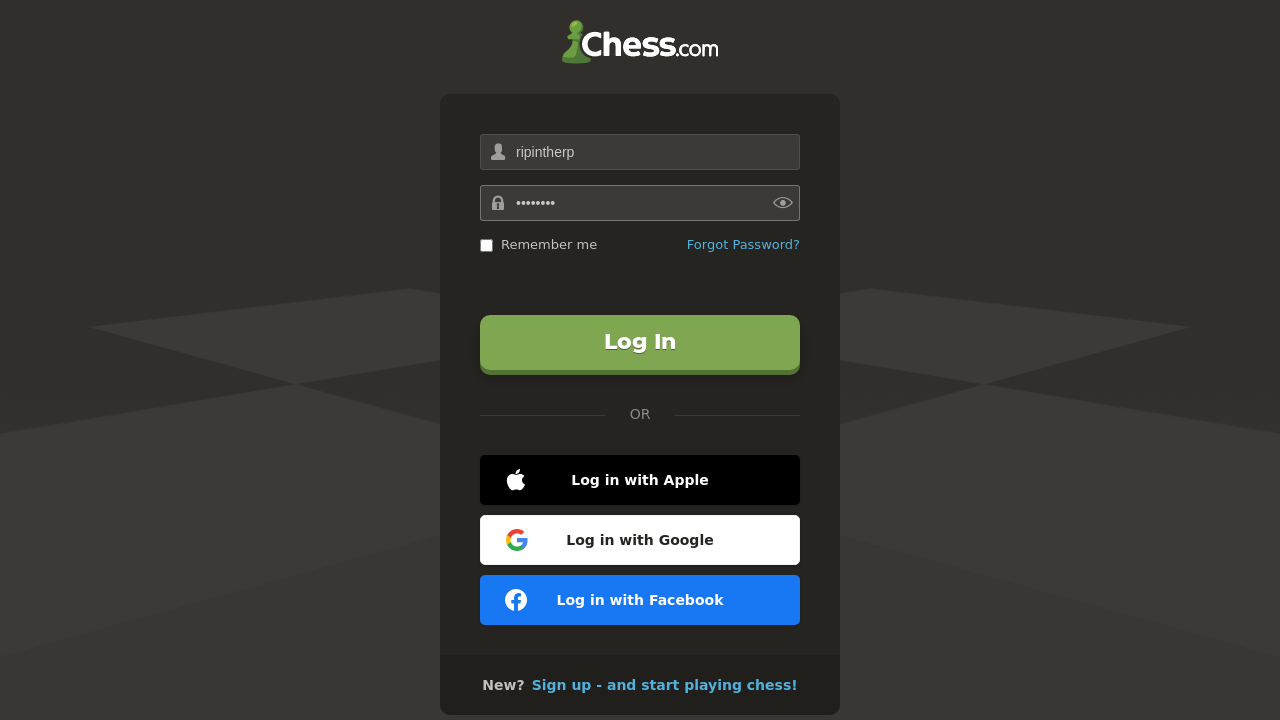 Chess.com
ripintherp
••••••••
Remember me
Forgot Password?
Log In
OR
Log in with Apple
Log in with Google
Log in with Facebook
New? Sign up - and start playing chess!